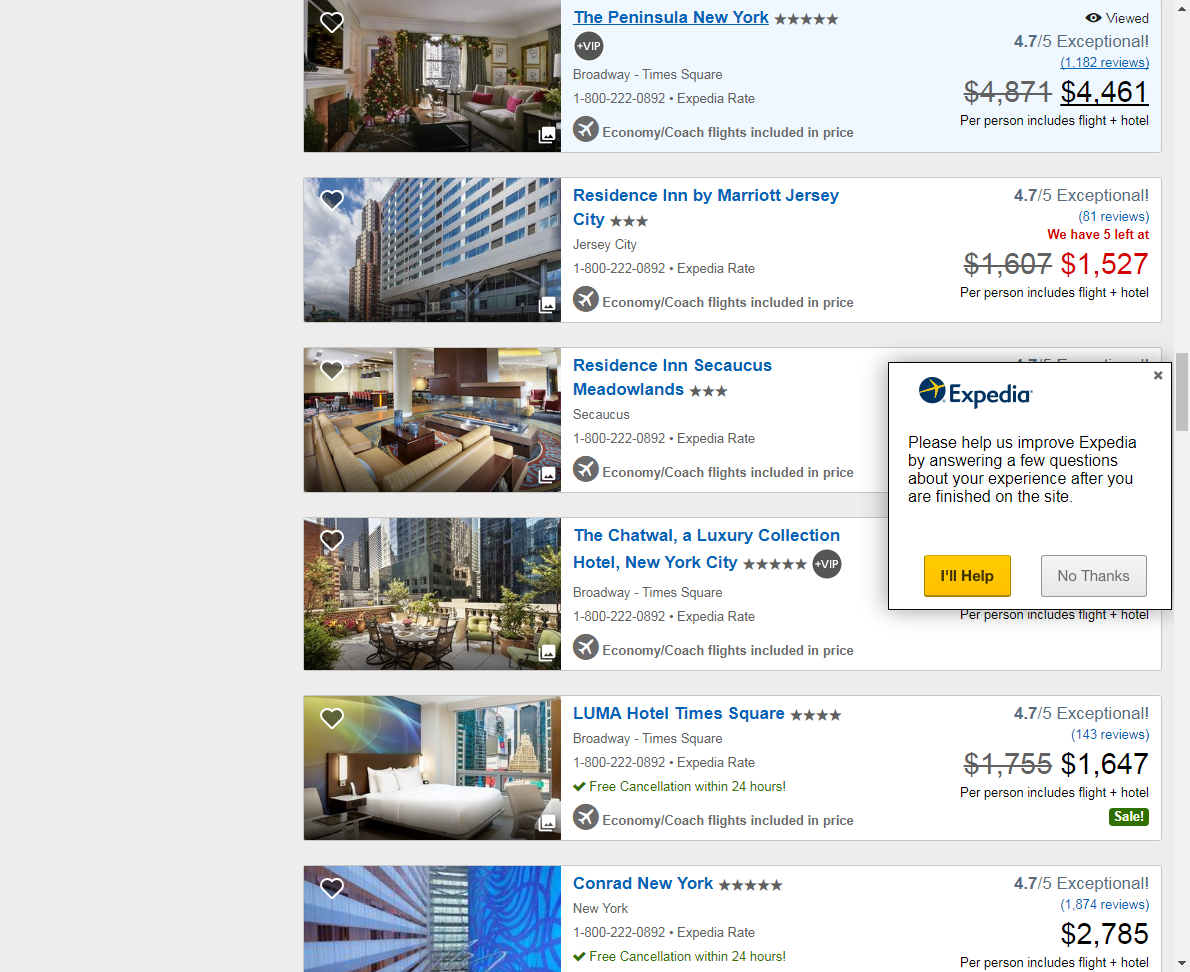 The Peninsula New York ★★★★★
Viewed
+VIP
4.7/5 Exceptional!
(1,182 reviews)
Broadway - Times Square
$4,871 $4,461
1-800-222-0892 • Expedia Rate
Per person includes flight + hotel
Economy/Coach flights included in price
Residence Inn by Marriott Jersey
City ★★★
4.7/5 Exceptional!
(81 reviews)
We have 5 left at
Jersey City
$1,607 $1,527
1-800-222-0892 • Expedia Rate
Per person includes flight + hotel
Economy/Coach flights included in price
Residence Inn Secaucus
Meadowlands ★★★
Secaucus
1-800-222-0892 • Expedia Rate
Economy/Coach flights included in price
Expedia
Please help us improve Expedia
by answering a few questions
about your experience after you
are finished on the site.
I'll Help
No Thanks
The Chatwal, a Luxury Collection
Hotel, New York City ★★★★★ +VIP
Broadway - Times Square
1-800-222-0892 • Expedia Rate
Per person includes flight + hotel
Economy/Coach flights included in price
LUMA Hotel Times Square ★★★★
4.7/5 Exceptional!
(143 reviews)
Broadway - Times Square
$1,755 $1,647
1-800-222-0892 • Expedia Rate
Per person includes flight + hotel
✔ Free Cancellation within 24 hours!
Sale!
Economy/Coach flights included in price
Conrad New York ★★★★★
4.7/5 Exceptional!
(1,874 reviews)
New York
$2,785
1-800-222-0892 • Expedia Rate
✔ Free Cancellation within 24 hours!
Per person includes flight + hotel